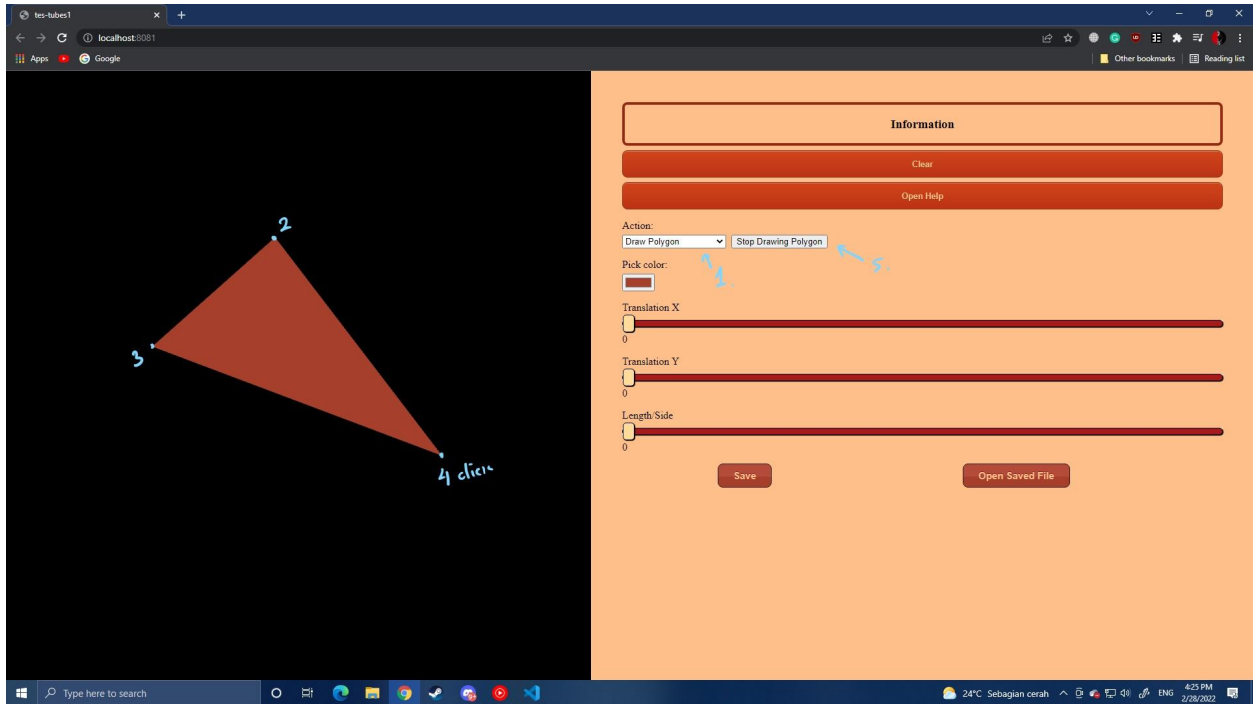 tes-tubes1
localhost:8081
Apps
Google
Other bookmarks
Reading list
Information
Clear
Open Help
Action:
Draw Polygon
Stop Drawing Polygon
Pick color:
1.
5.
Translation X
0
Translation Y
0
Length/Side
0
Save
Open Saved File
2
3
4 click
Type here to search
24°C Sebagian cerah
ENG
4:25 PM
2/28/2022